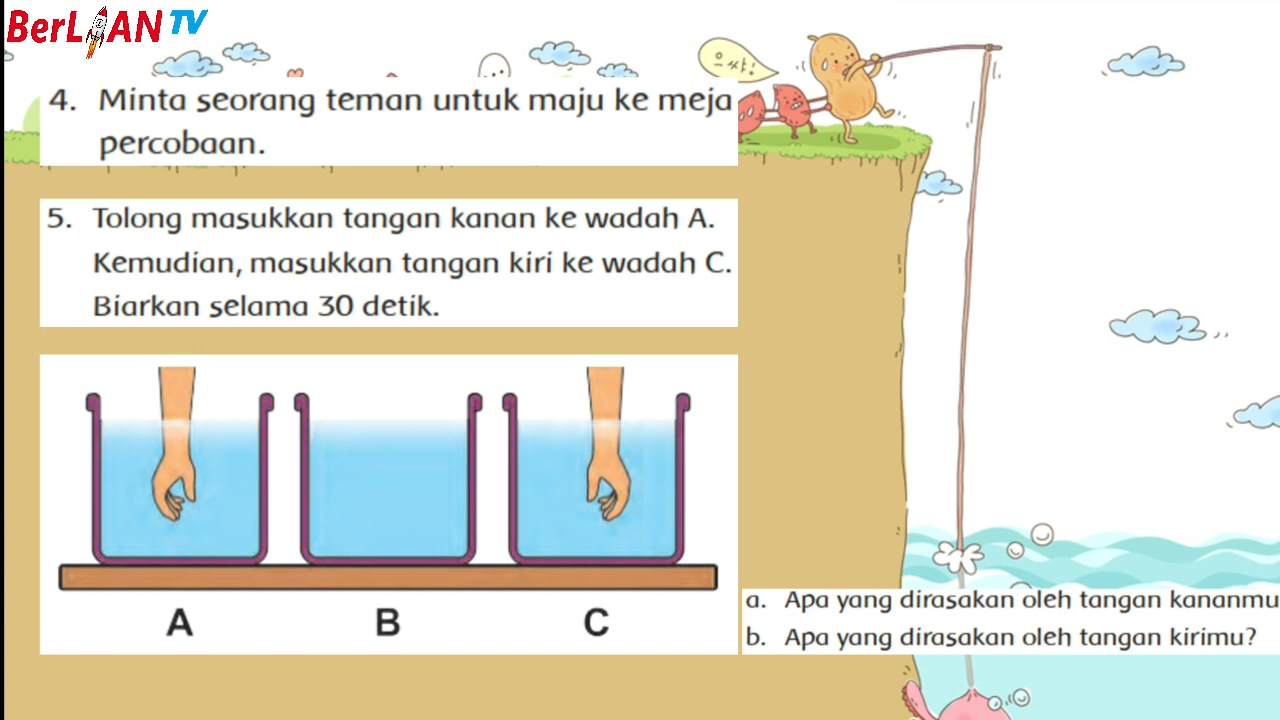 BerLIAN TV
으쌰!
4. Minta seorang teman untuk maju ke meja
percobaan.
5. Tolong masukkan tangan kanan ke wadah A.
Kemudian, masukkan tangan kiri ke wadah C.
Biarkan selama 30 detik.
A B C
a. Apa yang dirasakan oleh tangan kananmu
b. Apa yang dirasakan oleh tangan kirimu?